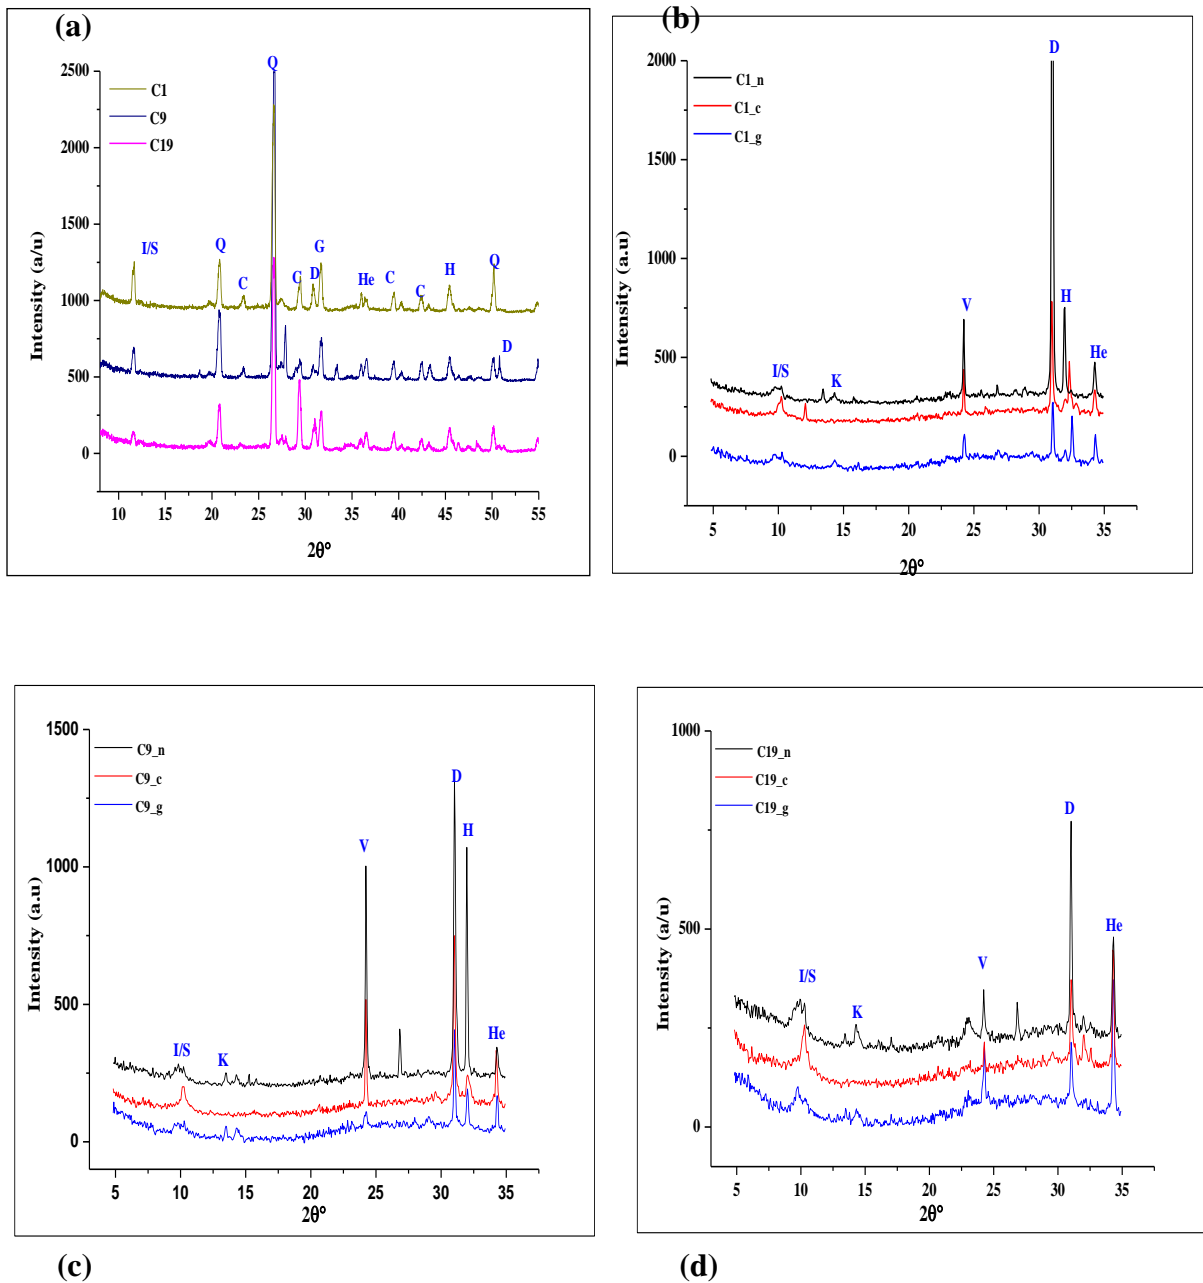 (a)
Q
2500
C1
C9
C19
2000
1500
I/S
Q
G
Q
C
C
D
He
C
C
H
1000
D
500
0
10 15 20 25 30 35 40 45 50 55
Intensity (a/u)
2θ°
(b)
D
2000
C1_n
C1_c
C1_g
1500
1000
V
H
500
I/S
K
He
0
5 10 15 20 25 30 35
Intensity (a.u)
2θ°
1500
C9_n
C9_c
C9_g
D
H
V
1000
500
I/S
K
He
0
5 10 15 20 25 30 35
Intensity (a.u)
2θ°
(c)
1000
C19_n
C19_c
C19_g
D
500
He
V
I/S
K
0
5 10 15 20 25 30 35
Intensity (a/u)
2θ°
(d)